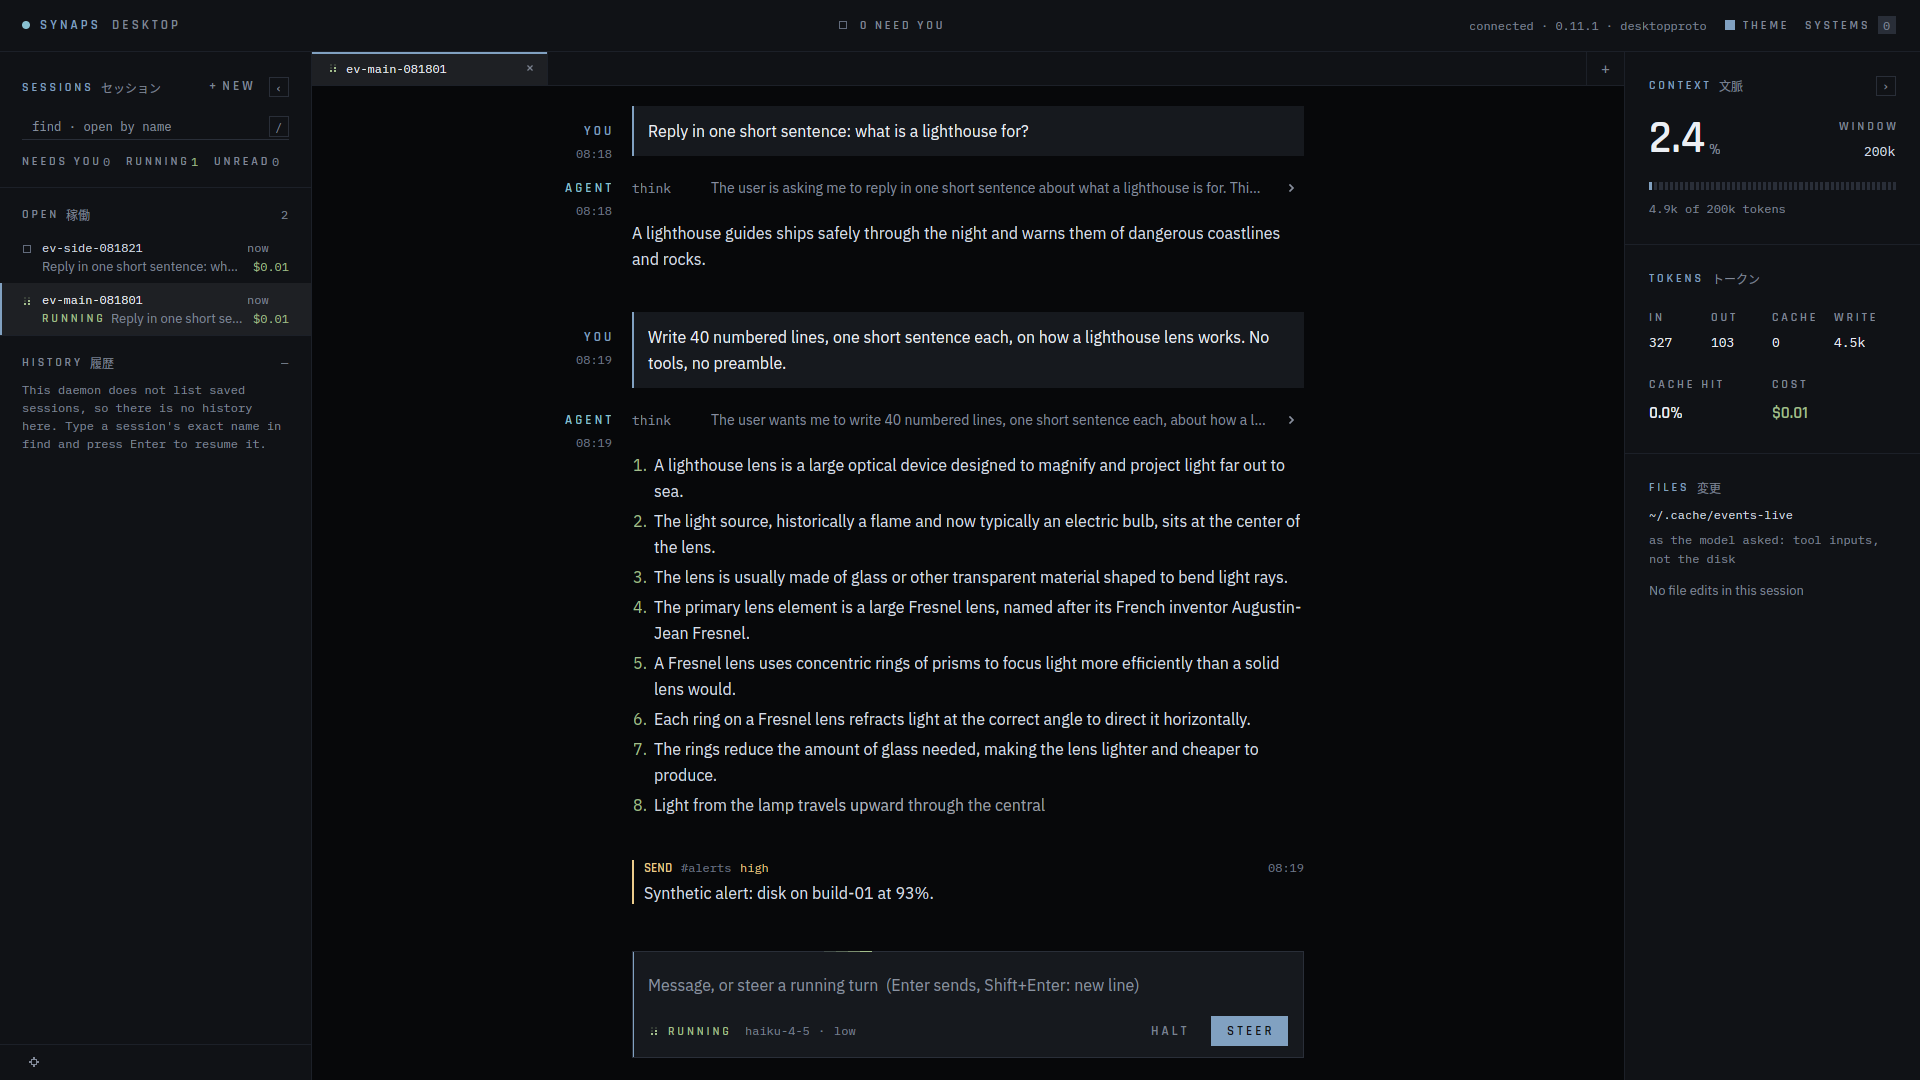 SYNAPS DESKTOP
0 NEED YOU
connected · 0.11.1 · desktopproto
THEME
SYSTEMS 0
SESSIONS セッション
+ NEW
‹
find · open by name
/
NEEDS YOU 0 RUNNING 1 UNREAD 0
OPEN 稼働
2
ev-side-081821
now
Reply in one short sentence: wh…
$0.01
ev-main-081801
now
RUNNING Reply in one short se…
$0.01
HISTORY 履歴
—
This daemon does not list saved
sessions, so there is no history
here. Type a session's exact name in
find and press Enter to resume it.
ev-main-081801
×
+
YOU
08:18
Reply in one short sentence: what is a lighthouse for?
AGENT
08:18
think
The user is asking me to reply in one short sentence about what a lighthouse is for. Thi…
›
A lighthouse guides ships safely through the night and warns them of dangerous coastlines
and rocks.
YOU
08:19
Write 40 numbered lines, one short sentence each, on how a lighthouse lens works. No
tools, no preamble.
AGENT
08:19
think
The user wants me to write 40 numbered lines, one short sentence each, about how a l…
›
1. A lighthouse lens is a large optical device designed to magnify and project light far out to
sea.
2. The light source, historically a flame and now typically an electric bulb, sits at the center of
the lens.
3. The lens is usually made of glass or other transparent material shaped to bend light rays.
4. The primary lens element is a large Fresnel lens, named after its French inventor Augustin-
Jean Fresnel.
5. A Fresnel lens uses concentric rings of prisms to focus light more efficiently than a solid
lens would.
6. Each ring on a Fresnel lens refracts light at the correct angle to direct it horizontally.
7. The rings reduce the amount of glass needed, making the lens lighter and cheaper to
produce.
8. Light from the lamp travels upward through the central
SEND #alerts high
08:19
Synthetic alert: disk on build-01 at 93%.
Message, or steer a running turn (Enter sends, Shift+Enter: new line)
RUNNING haiku-4-5 · low
HALT
STEER
CONTEXT 文脈
›
2.4 %
WINDOW
200k
4.9k of 200k tokens
TOKENS トークン
IN OUT CACHE WRITE
327 103 0 4.5k
CACHE HIT COST
0.0% $0.01
FILES 変更
~/.cache/events-live
as the model asked: tool inputs,
not the disk
No file edits in this session